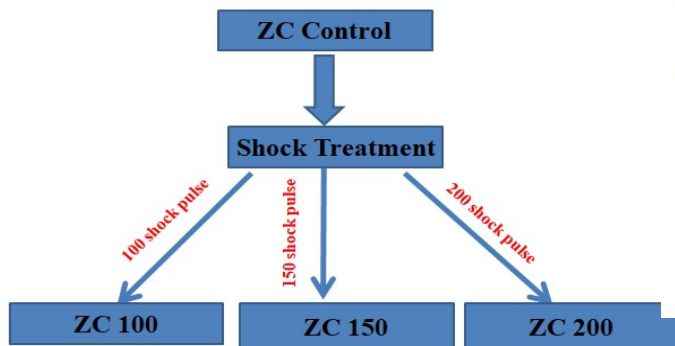 ZC Control
Shock Treatment
100 shock pulse
150 shock pulse
200 shock pulse
ZC 100
ZC 150
ZC 200